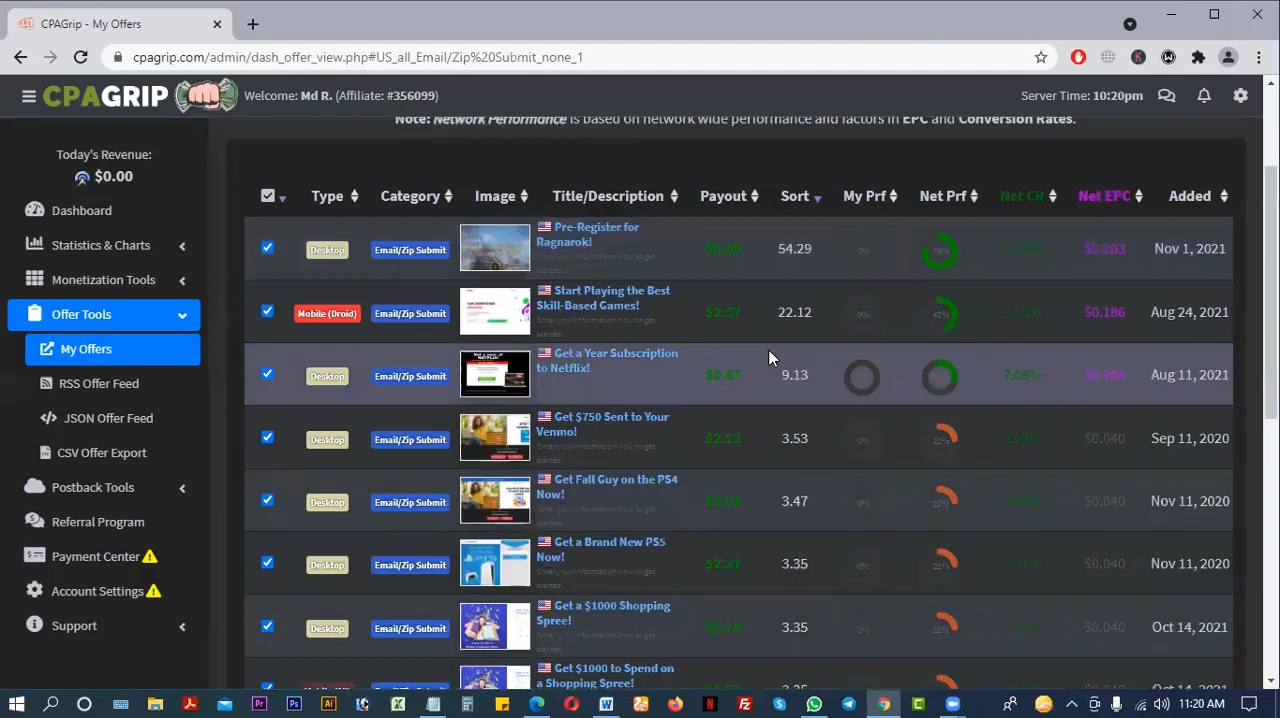 CPAGrip - My Offers
cpagrip.com/admin/dash_offer_view.php#US_all_Email/Zip%20Submit_none_1
CPAGRIP
Welcome: Md R. (Affiliate: #356099)
Server Time: 10:20pm
Note: Network Performance is based on network wide performance and factors in EPC and Conversion Rates.
Today's Revenue:
$0.00
Dashboard
Statistics & Charts
Monetization Tools
Offer Tools
My Offers
RSS Offer Feed
JSON Offer Feed
CSV Offer Export
Postback Tools
Referral Program
Payment Center
Account Settings
Support
Type Category Image Title/Description Payout Sort My Prf Net Prf Net CR Net EPC Added
Desktop Email/Zip Submit Pre-Register for
Ragnarok! 54.29 $0.203 Nov 1, 2021
Mobile (Droid) Email/Zip Submit Start Playing the Best
Skill-Based Games! 22.12 $0.186 Aug 24, 2021
Desktop Email/Zip Submit Get a Year Subscription
to Netflix! 9.13 7.08% Aug 11, 2021
Desktop Email/Zip Submit Get $750 Sent to Your
Venmo! 3.53 22% $0.040 Sep 11, 2020
Desktop Email/Zip Submit Get Fall Guy on the PS4
Now! 3.47 $0.040 Nov 11, 2020
Desktop Email/Zip Submit Get a Brand New PS5
Now! 3.35 22% $0.040 Nov 11, 2020
Desktop Email/Zip Submit Get a $1000 Shopping
Spree! 3.35 22% $0.040 Oct 14, 2021
Get $1000 to Spend on
a Shopping Spree!
11:20 AM